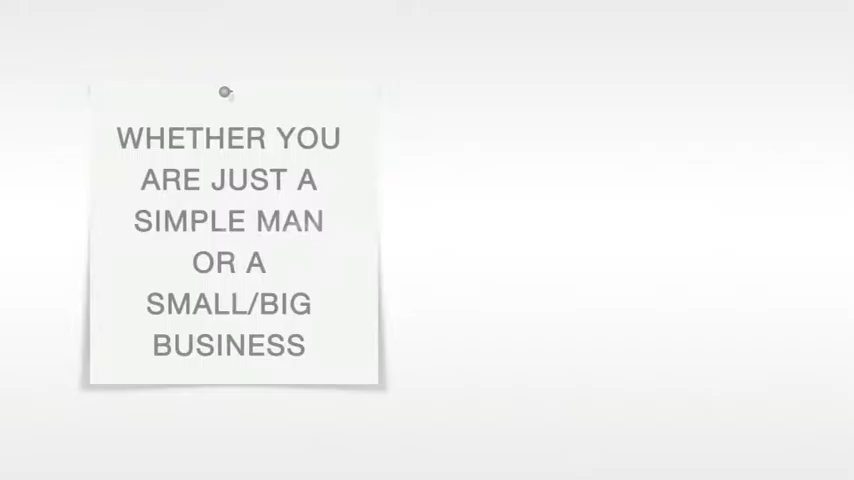 WHETHER YOU
ARE JUST A
SIMPLE MAN
OR A
SMALL/BIG
BUSINESS